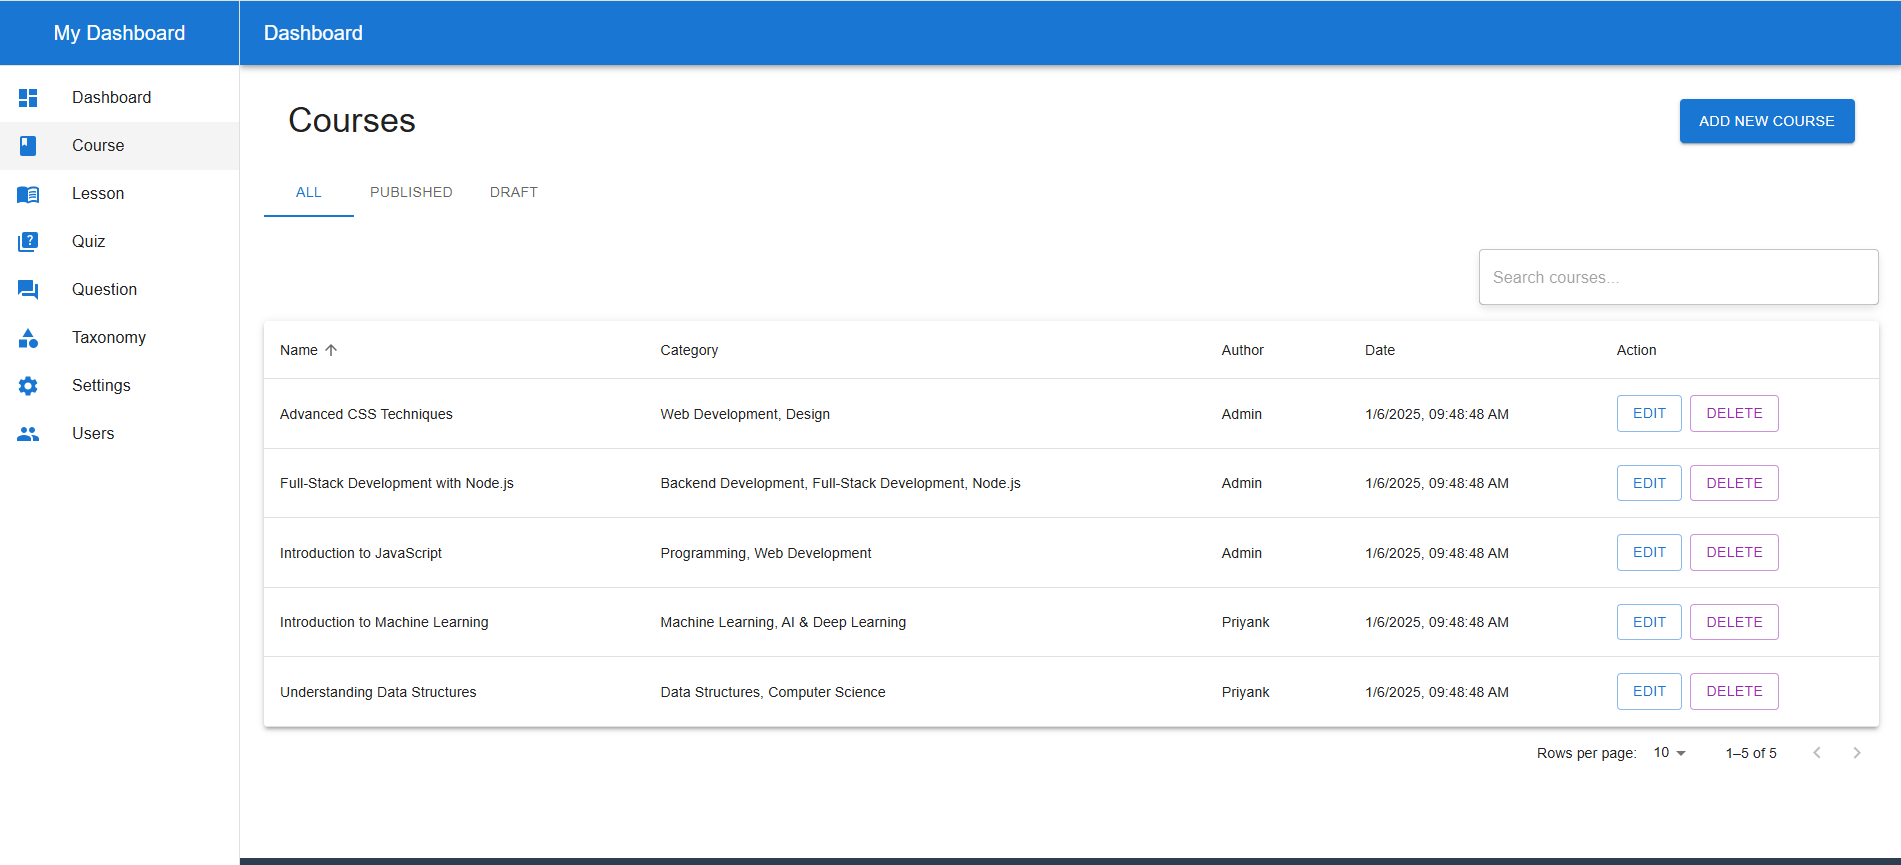 My Dashboard
Dashboard
Dashboard
Course
Lesson
Quiz
Question
Taxonomy
Settings
Users
Courses
ADD NEW COURSE
ALL PUBLISHED DRAFT
Search courses...
Name Category Author Date Action
Advanced CSS Techniques Web Development, Design Admin 1/6/2025, 09:48:48 AM EDIT DELETE
Full-Stack Development with Node.js Backend Development, Full-Stack Development, Node.js Admin 1/6/2025, 09:48:48 AM EDIT DELETE
Introduction to JavaScript Programming, Web Development Admin 1/6/2025, 09:48:48 AM EDIT DELETE
Introduction to Machine Learning Machine Learning, AI & Deep Learning Priyank 1/6/2025, 09:48:48 AM EDIT DELETE
Understanding Data Structures Data Structures, Computer Science Priyank 1/6/2025, 09:48:48 AM EDIT DELETE
Rows per page: 10 1–5 of 5